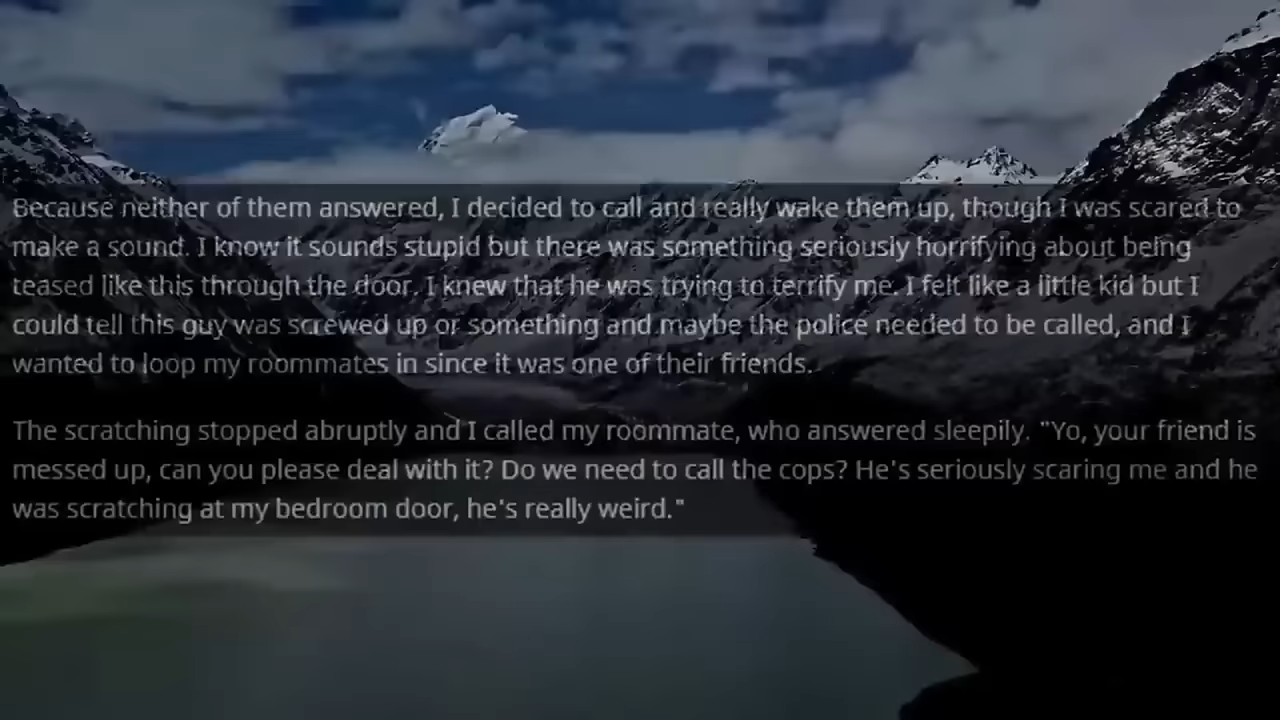 Because neither of them answered, I decided to call and really wake them up, though I was scared to
make a sound. I know it sounds stupid but there was something seriously horrifying about being
teased like this through the door. I knew that he was trying to terrify me. I felt like a little kid but I
could tell this guy was screwed up or something and maybe the police needed to be called, and I
wanted to loop my roommates in since it was one of their friends.
The scratching stopped abruptly and I called my roommate, who answered sleepily. "Yo, your friend is
messed up, can you please deal with it? Do we need to call the cops? He's seriously scaring me and he
was scratching at my bedroom door, he's really weird."